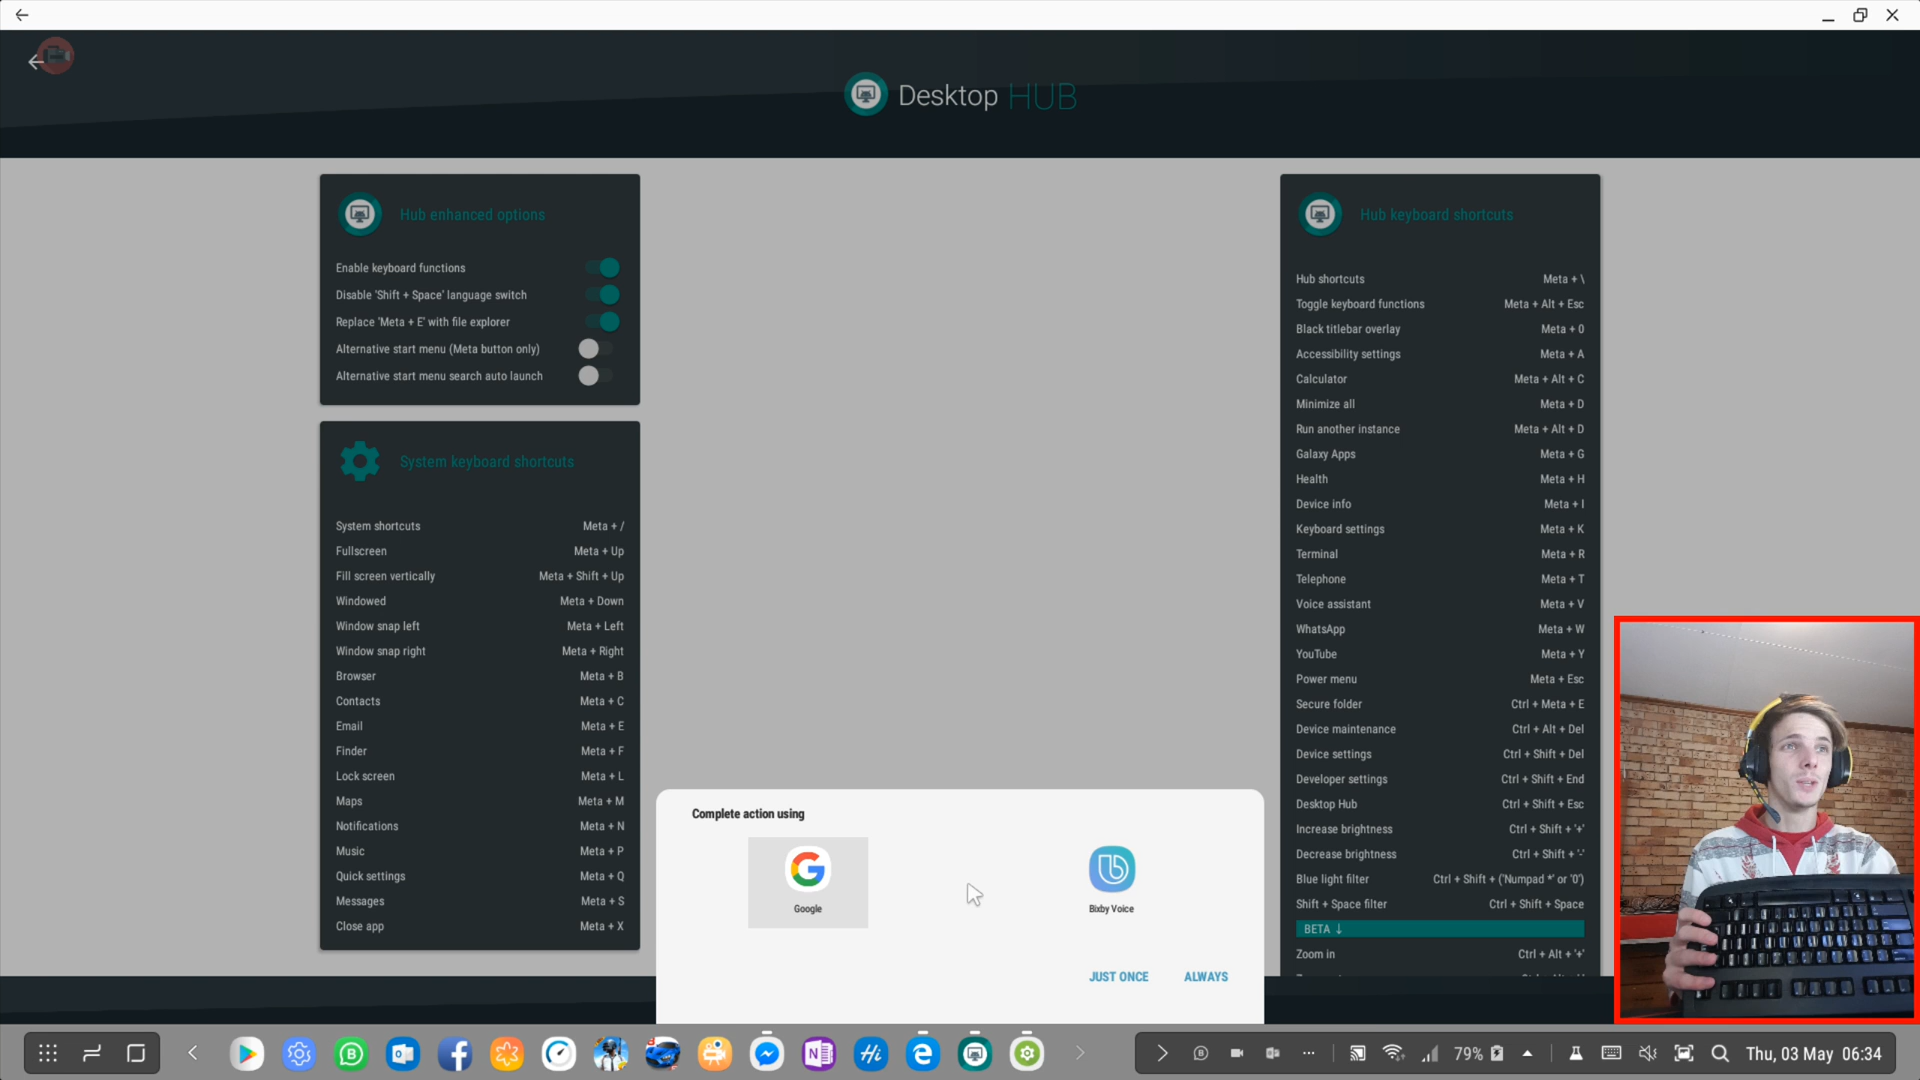 Desktop HUB
Hub enhanced options
Enable keyboard functions
Disable 'Shift + Space' language switch
Replace 'Meta + E' with file explorer
Alternative start menu (Meta button only)
Alternative start menu search auto launch
System keyboard shortcuts
System shortcuts Meta + /
Fullscreen Meta + Up
Fill screen vertically Meta + Shift + Up
Windowed Meta + Down
Window snap left Meta + Left
Window snap right Meta + Right
Browser Meta + B
Contacts Meta + C
Email Meta + E
Finder Meta + F
Lock screen Meta + L
Maps Meta + M
Notifications Meta + N
Music Meta + P
Quick settings Meta + Q
Messages Meta + S
Close app Meta + X
Hub keyboard shortcuts
Hub shortcuts Meta + \
Toggle keyboard functions Meta + Alt + Esc
Black titlebar overlay Meta + 0
Accessibility settings Meta + A
Calculator Meta + Alt + C
Minimize all Meta + D
Run another instance Meta + Alt + D
Galaxy Apps Meta + G
Health Meta + H
Device info Meta + I
Keyboard settings Meta + K
Terminal Meta + R
Telephone Meta + T
Voice assistant Meta + V
WhatsApp Meta + W
YouTube Meta + Y
Power menu Meta + Esc
Secure folder Ctrl + Meta + E
Device maintenance Ctrl + Alt + Del
Device settings Ctrl + Shift + Del
Developer settings Ctrl + Shift + End
Desktop Hub Ctrl + Shift + Esc
Increase brightness Ctrl + Shift + '+'
Decrease brightness Ctrl + Shift + '-'
Blue light filter Ctrl + Shift + ('Numpad *' or '0')
Shift + Space filter Ctrl + Shift + Space
BETA ↓
Zoom in Ctrl + Alt + '+'
Complete action using
Google
Bixby Voice
JUST ONCE ALWAYS
79% Thu, 03 May 06:34